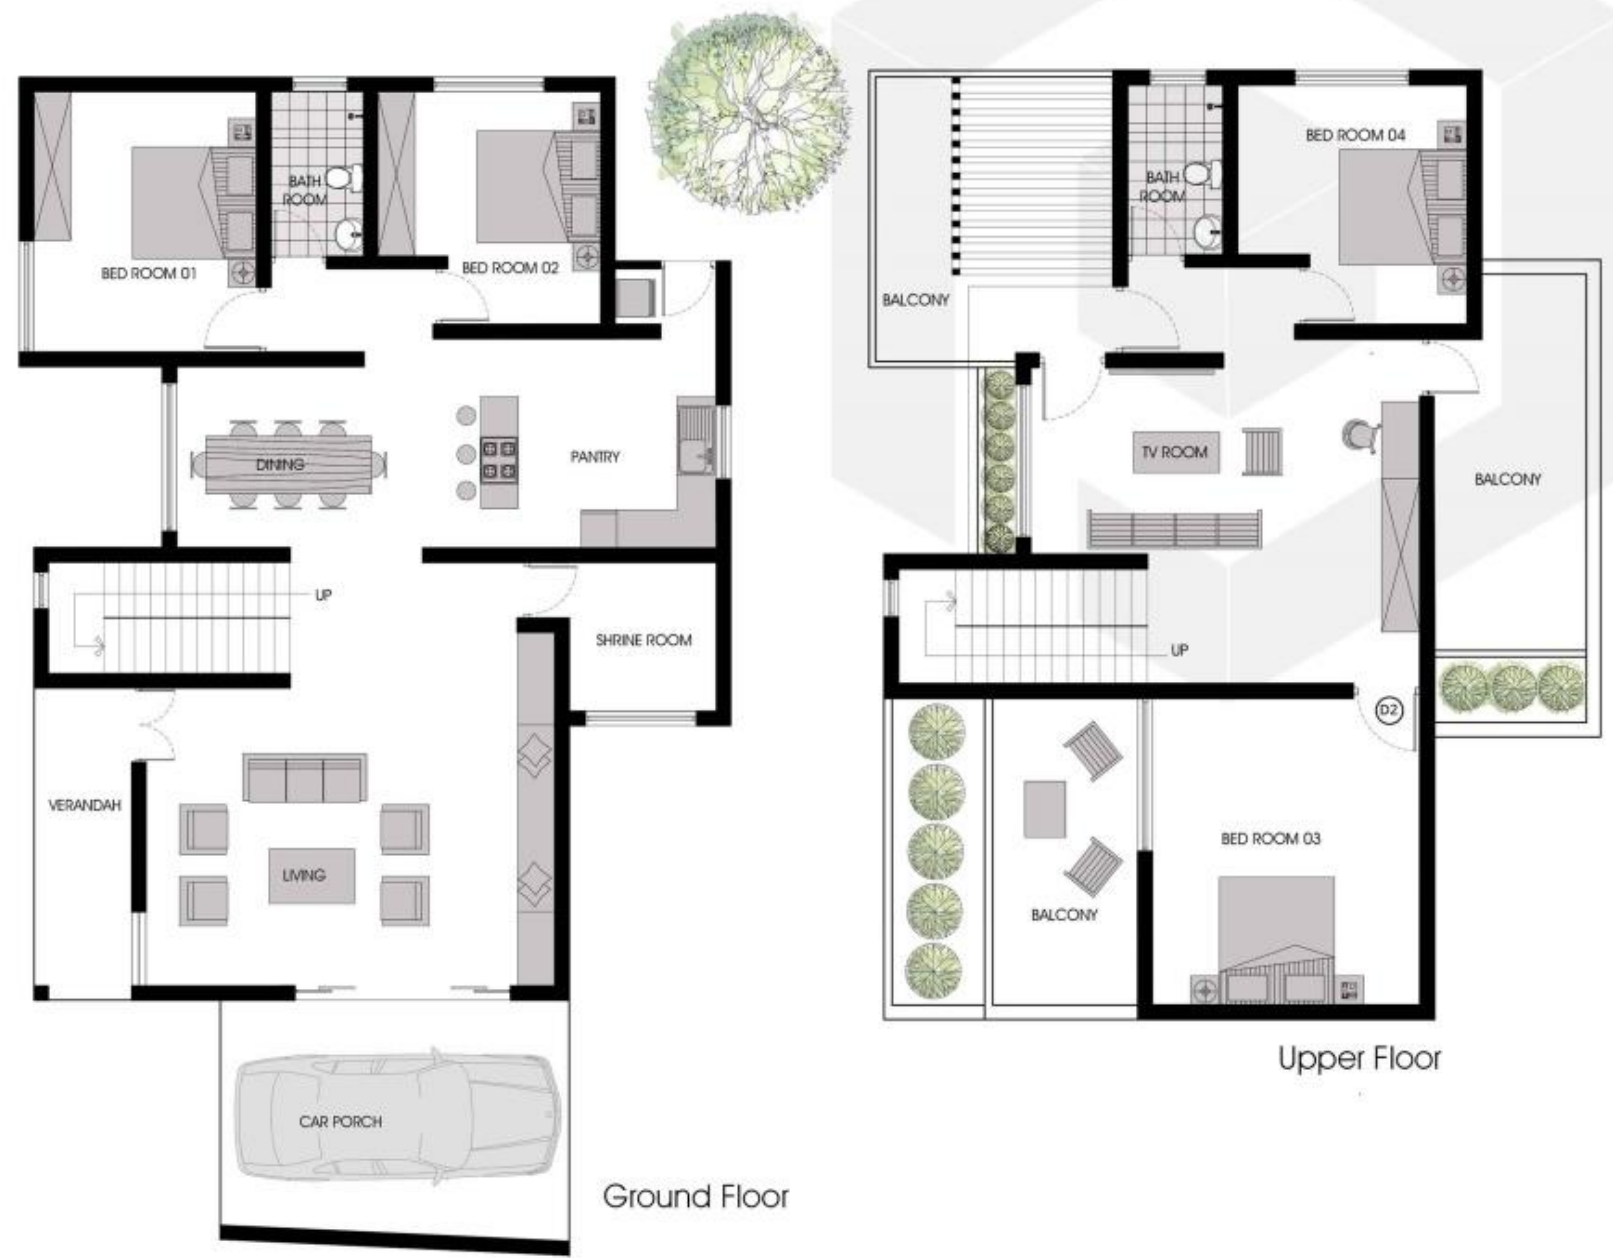 BED ROOM 01
BATH
ROOM
BED ROOM 02
DINING
PANTRY
UP
SHRINE ROOM
VERANDAH
LIVING
CAR PORCH
Ground Floor
BALCONY
BATH
ROOM
BED ROOM 04
TV ROOM
BALCONY
UP
D2
BED ROOM 03
BALCONY
Upper Floor